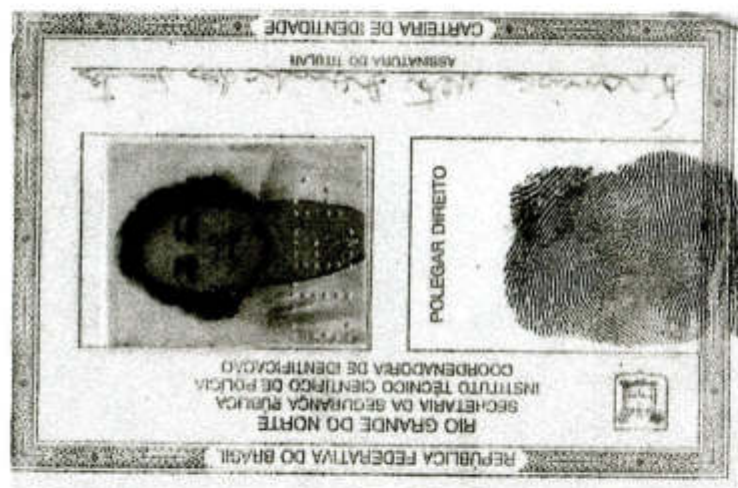 REPÚBLICA FEDERATIVA DO BRASIL
RIO GRANDE DO NORTE
SECRETARIA DA SEGURANÇA PÚBLICA
INSTITUTO TÉCNICO CIENTÍFICO DE POLÍCIA
COORDENADORIA DE IDENTIFICAÇÃO
POLEGAR DIREITO
ASSINATURA DO TITULAR
CARTEIRA DE IDENTIDADE